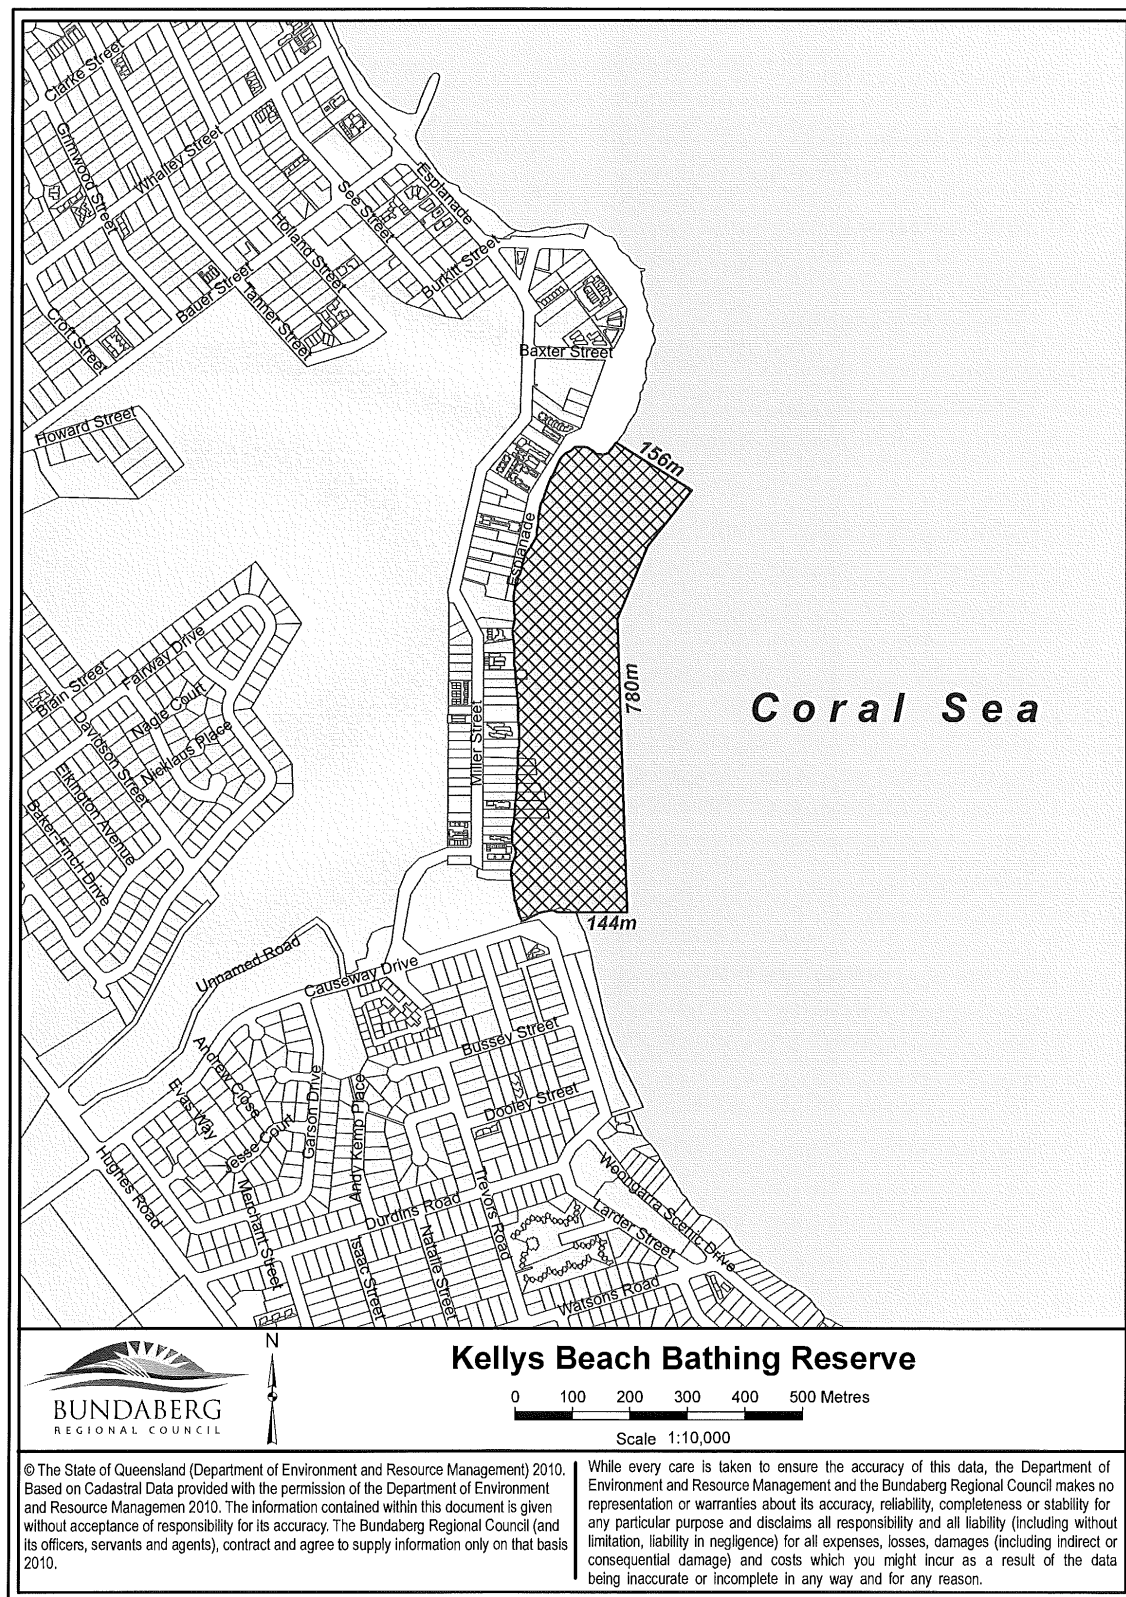 Clarke Street
Grimwood Street
Whalley Street
Esplanade
See Street
Holland Street
Burkitt Street
Bauer Street
Tanner Street
Croft Street
Baxter Street
Howard Street
156m
Esplanade
Fairway Drive
Blain Street
Nagle Court
Davidson Street
Nicklaus Place
780m
Coral Sea
Miller Street
Elkington Avenue
Baker-Finch Drive
144m
Unnamed Road
Causeway Drive
Bussey Street
Andrew Close
Evas Way
Garson Drive
Andy Kemp Place
Dooley Street
Jesse Court
Hughes Road
Merchant Street
Durdins Road
Trevors Road
Woongarra Scenic Drive
Larder Street
Isaac Street
Natalie Street
Watsons Road
BUNDABERG
REGIONAL COUNCIL
N
Kellys Beach Bathing Reserve
0 100 200 300 400 500 Metres
Scale 1:10,000
© The State of Queensland (Department of Environment and Resource Management) 2010.
Based on Cadastral Data provided with the permission of the Department of Environment
and Resource Managemen 2010. The information contained within this document is given
without acceptance of responsibility for its accuracy. The Bundaberg Regional Council (and
its officers, servants and agents), contract and agree to supply information only on that basis
2010.
While every care is taken to ensure the accuracy of this data, the Department of
Environment and Resource Management and the Bundaberg Regional Council makes no
representation or warranties about its accuracy, reliability, completeness or stability for
any particular purpose and disclaims all responsibility and all liability (including without
limitation, liability in negligence) for all expenses, losses, damages (including indirect or
consequential damage) and costs which you might incur as a result of the data
being inaccurate or incomplete in any way and for any reason.